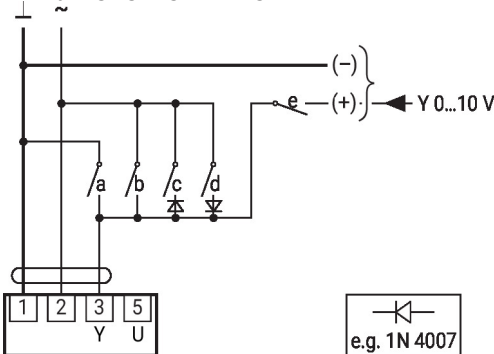 ⊥ ~
(–)
e (+) Y 0...10 V
a b c d
1 2 3 5
Y U
e.g. 1N 4007